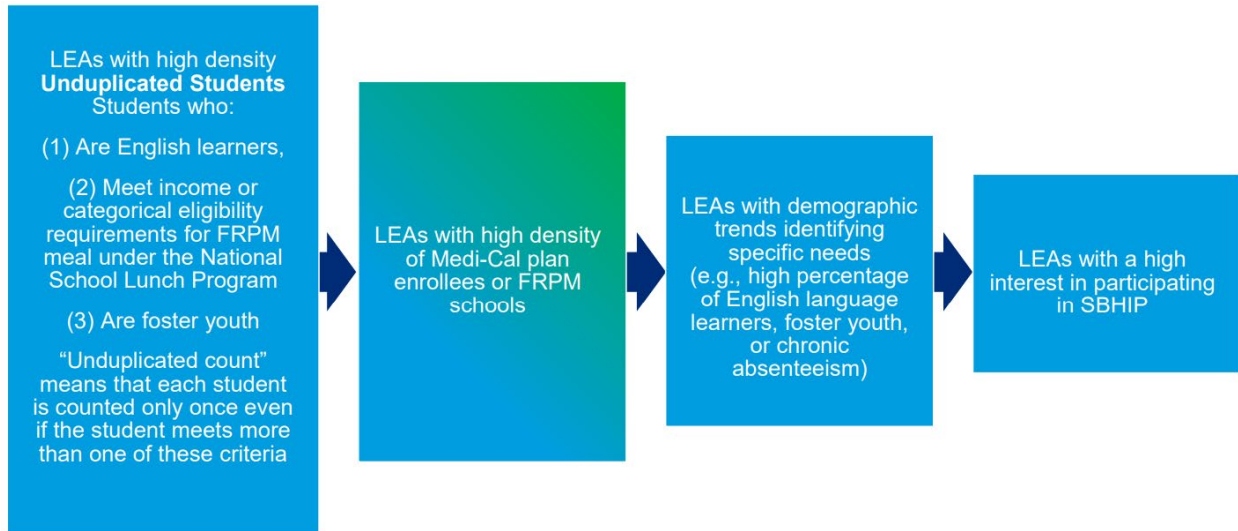 LEAs with high density
Unduplicated Students
Students who:
(1) Are English learners,
(2) Meet income or
categorical eligibility
requirements for FRPM
meal under the National
School Lunch Program
(3) Are foster youth
“Unduplicated count”
means that each student
is counted only once even
if the student meets more
than one of these criteria
LEAs with high density
of Medi-Cal plan
enrollees or FRPM
schools
LEAs with demographic
trends identifying
specific needs
(e.g., high percentage
of English language
learners, foster youth,
or chronic
absenteeism)
LEAs with a high
interest in participating
in SBHIP